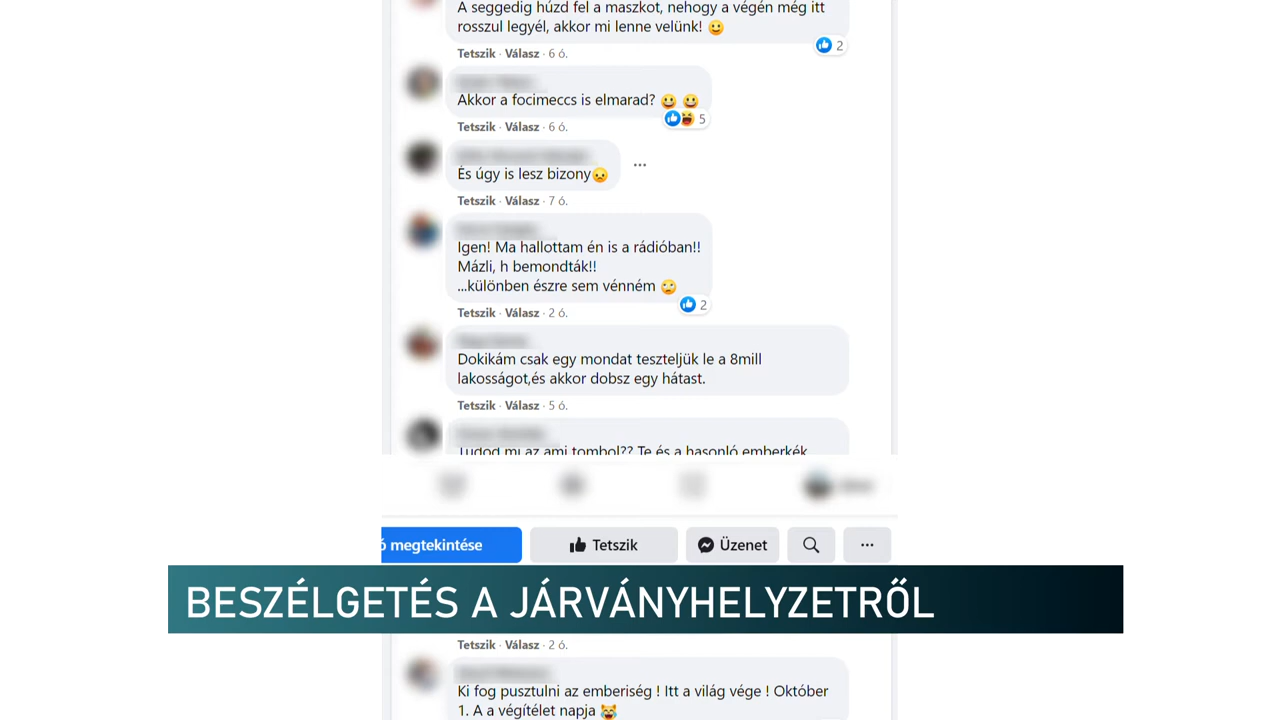 A seggedig húzd fel a maszkot, nehogy a végén még itt
rosszul legyél, akkor mi lenne velünk! 🙂
2
Tetszik · Válasz · 6 ó.
Akkor a focimeccs is elmarad? 😀 😀
5
Tetszik · Válasz · 6 ó.
És úgy is lesz bizony😞
Tetszik · Válasz · 7 ó.
Igen! Ma hallottam én is a rádióban!!
Mázli, h bemondták!!
...különben észre sem vénném 🙄
2
Tetszik · Válasz · 2 ó.
Dokikám csak egy mondat teszteljük le a 8mill
lakosságot,és akkor dobsz egy hátast.
Tetszik · Válasz · 5 ó.
Tudod mi az ami tombol?? Te és a hasonló emberkék
ó megtekintése
Tetszik
Üzenet
BESZÉLGETÉS A JÁRVÁNYHELYZETRŐL
Tetszik · Válasz · 2 ó.
Ki fog pusztulni az emberiség ! Itt a világ vége ! Október
1. A a végítélet napja 😹